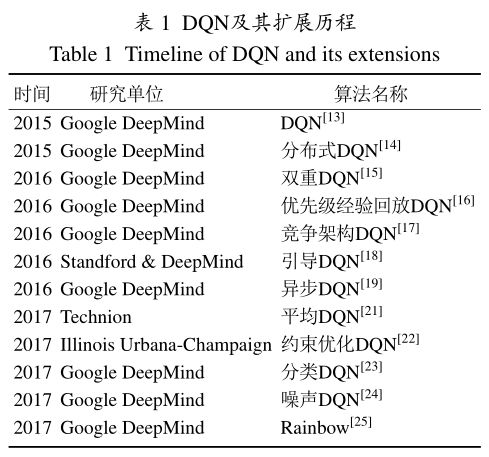 表 1 DQN及其扩展历程
Table 1 Timeline of DQN and its extensions
时间 研究单位 算法名称
2015 Google DeepMind DQN[13]
2015 Google DeepMind 分布式DQN[14]
2016 Google DeepMind 双重DQN[15]
2016 Google DeepMind 优先级经验回放DQN[16]
2016 Google DeepMind 竞争架构DQN[17]
2016 Standford & DeepMind 引导DQN[18]
2016 Google DeepMind 异步DQN[19]
2017 Technion 平均DQN[21]
2017 Illinois Urbana-Champaign 约束优化DQN[22]
2017 Google DeepMind 分类DQN[23]
2017 Google DeepMind 噪声DQN[24]
2017 Google DeepMind Rainbow[25]